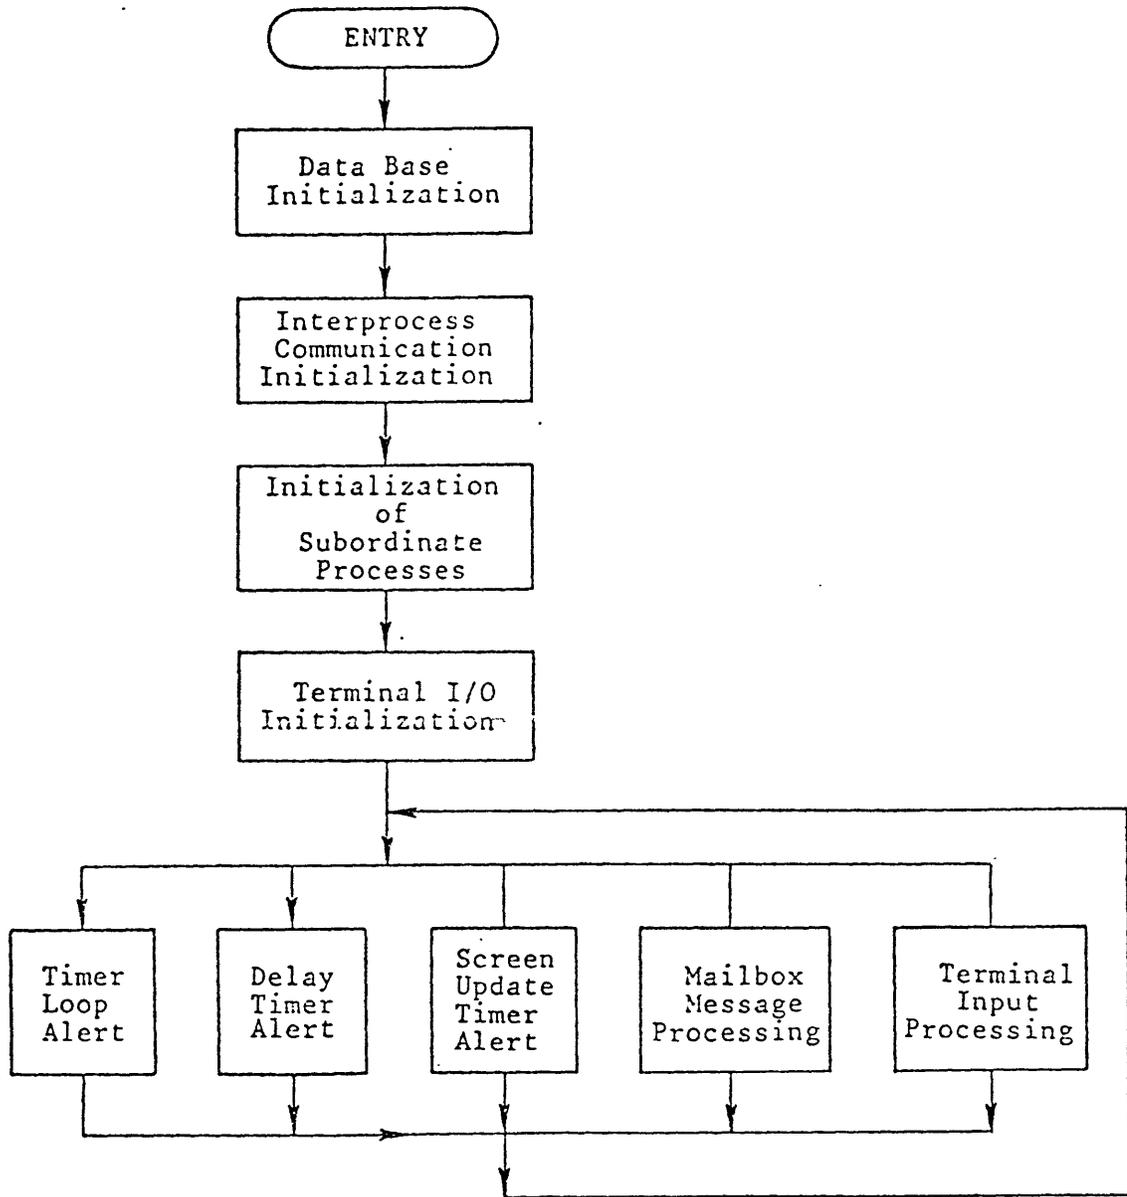 ENTRY
Data Base
Initialization
Interprocess
Communication
Initialization
Initialization
of
Subordinate
Processes
Terminal I/O
Initialization
Timer
Loop
Alert
Delay
Timer
Alert
Screen
Update
Timer
Alert
Mailbox
Message
Processing
Terminal
Input
Processing